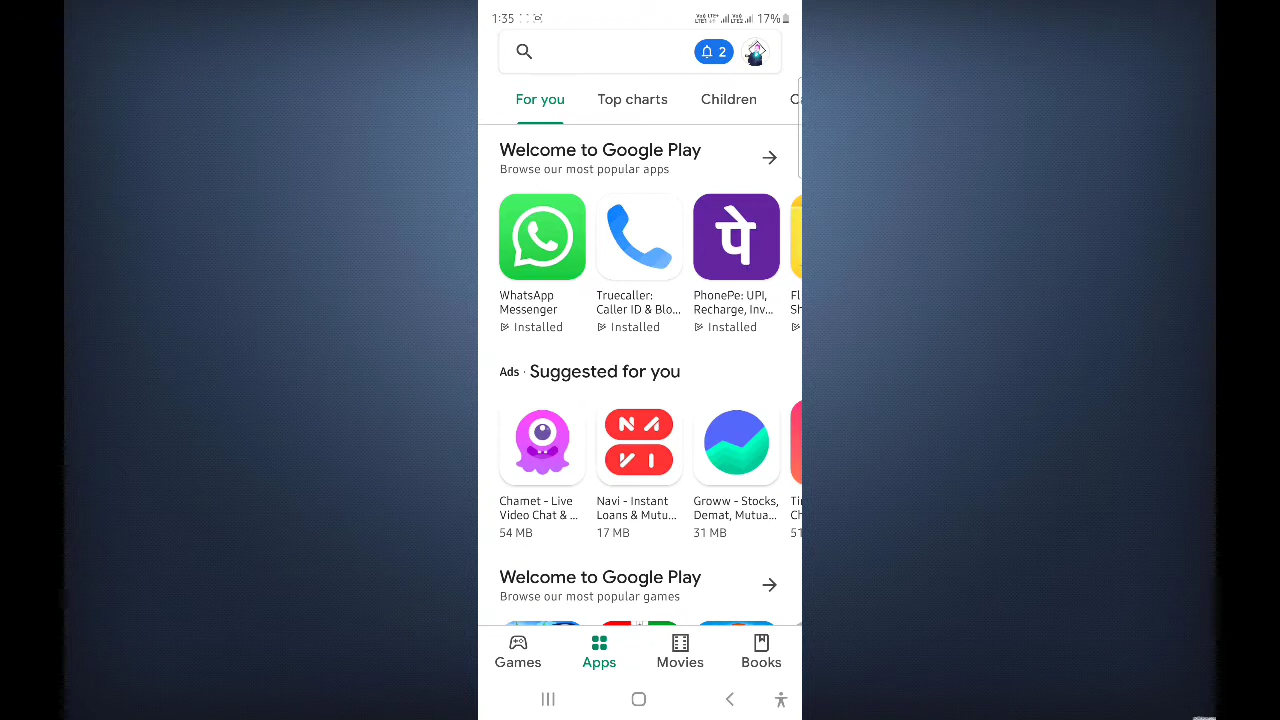 1:35
17%
2
For you Top charts Children
Welcome to Google Play
Browse our most popular apps
पे
WhatsApp Messenger
Installed
Truecaller: Caller ID & Blo...
Installed
PhonePe: UPI, Recharge, Inv...
Installed
Ads · Suggested for you
NAVI
Chamet - Live Video Chat & ...
54 MB
Navi - Instant Loans & Mutu...
17 MB
Groww - Stocks, Demat, Mutua...
31 MB
Welcome to Google Play
Browse our most popular games
Games Apps Movies Books